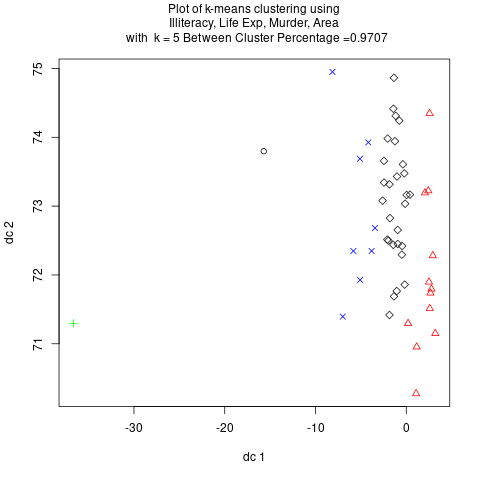 Plot of k-means clustering using
Illiteracy, Life Exp, Murder, Area
with  k = 5 Between Cluster Percentage =0.9707
75
74
73
72
71
dc 2
-30
-20
-10
0
dc 1